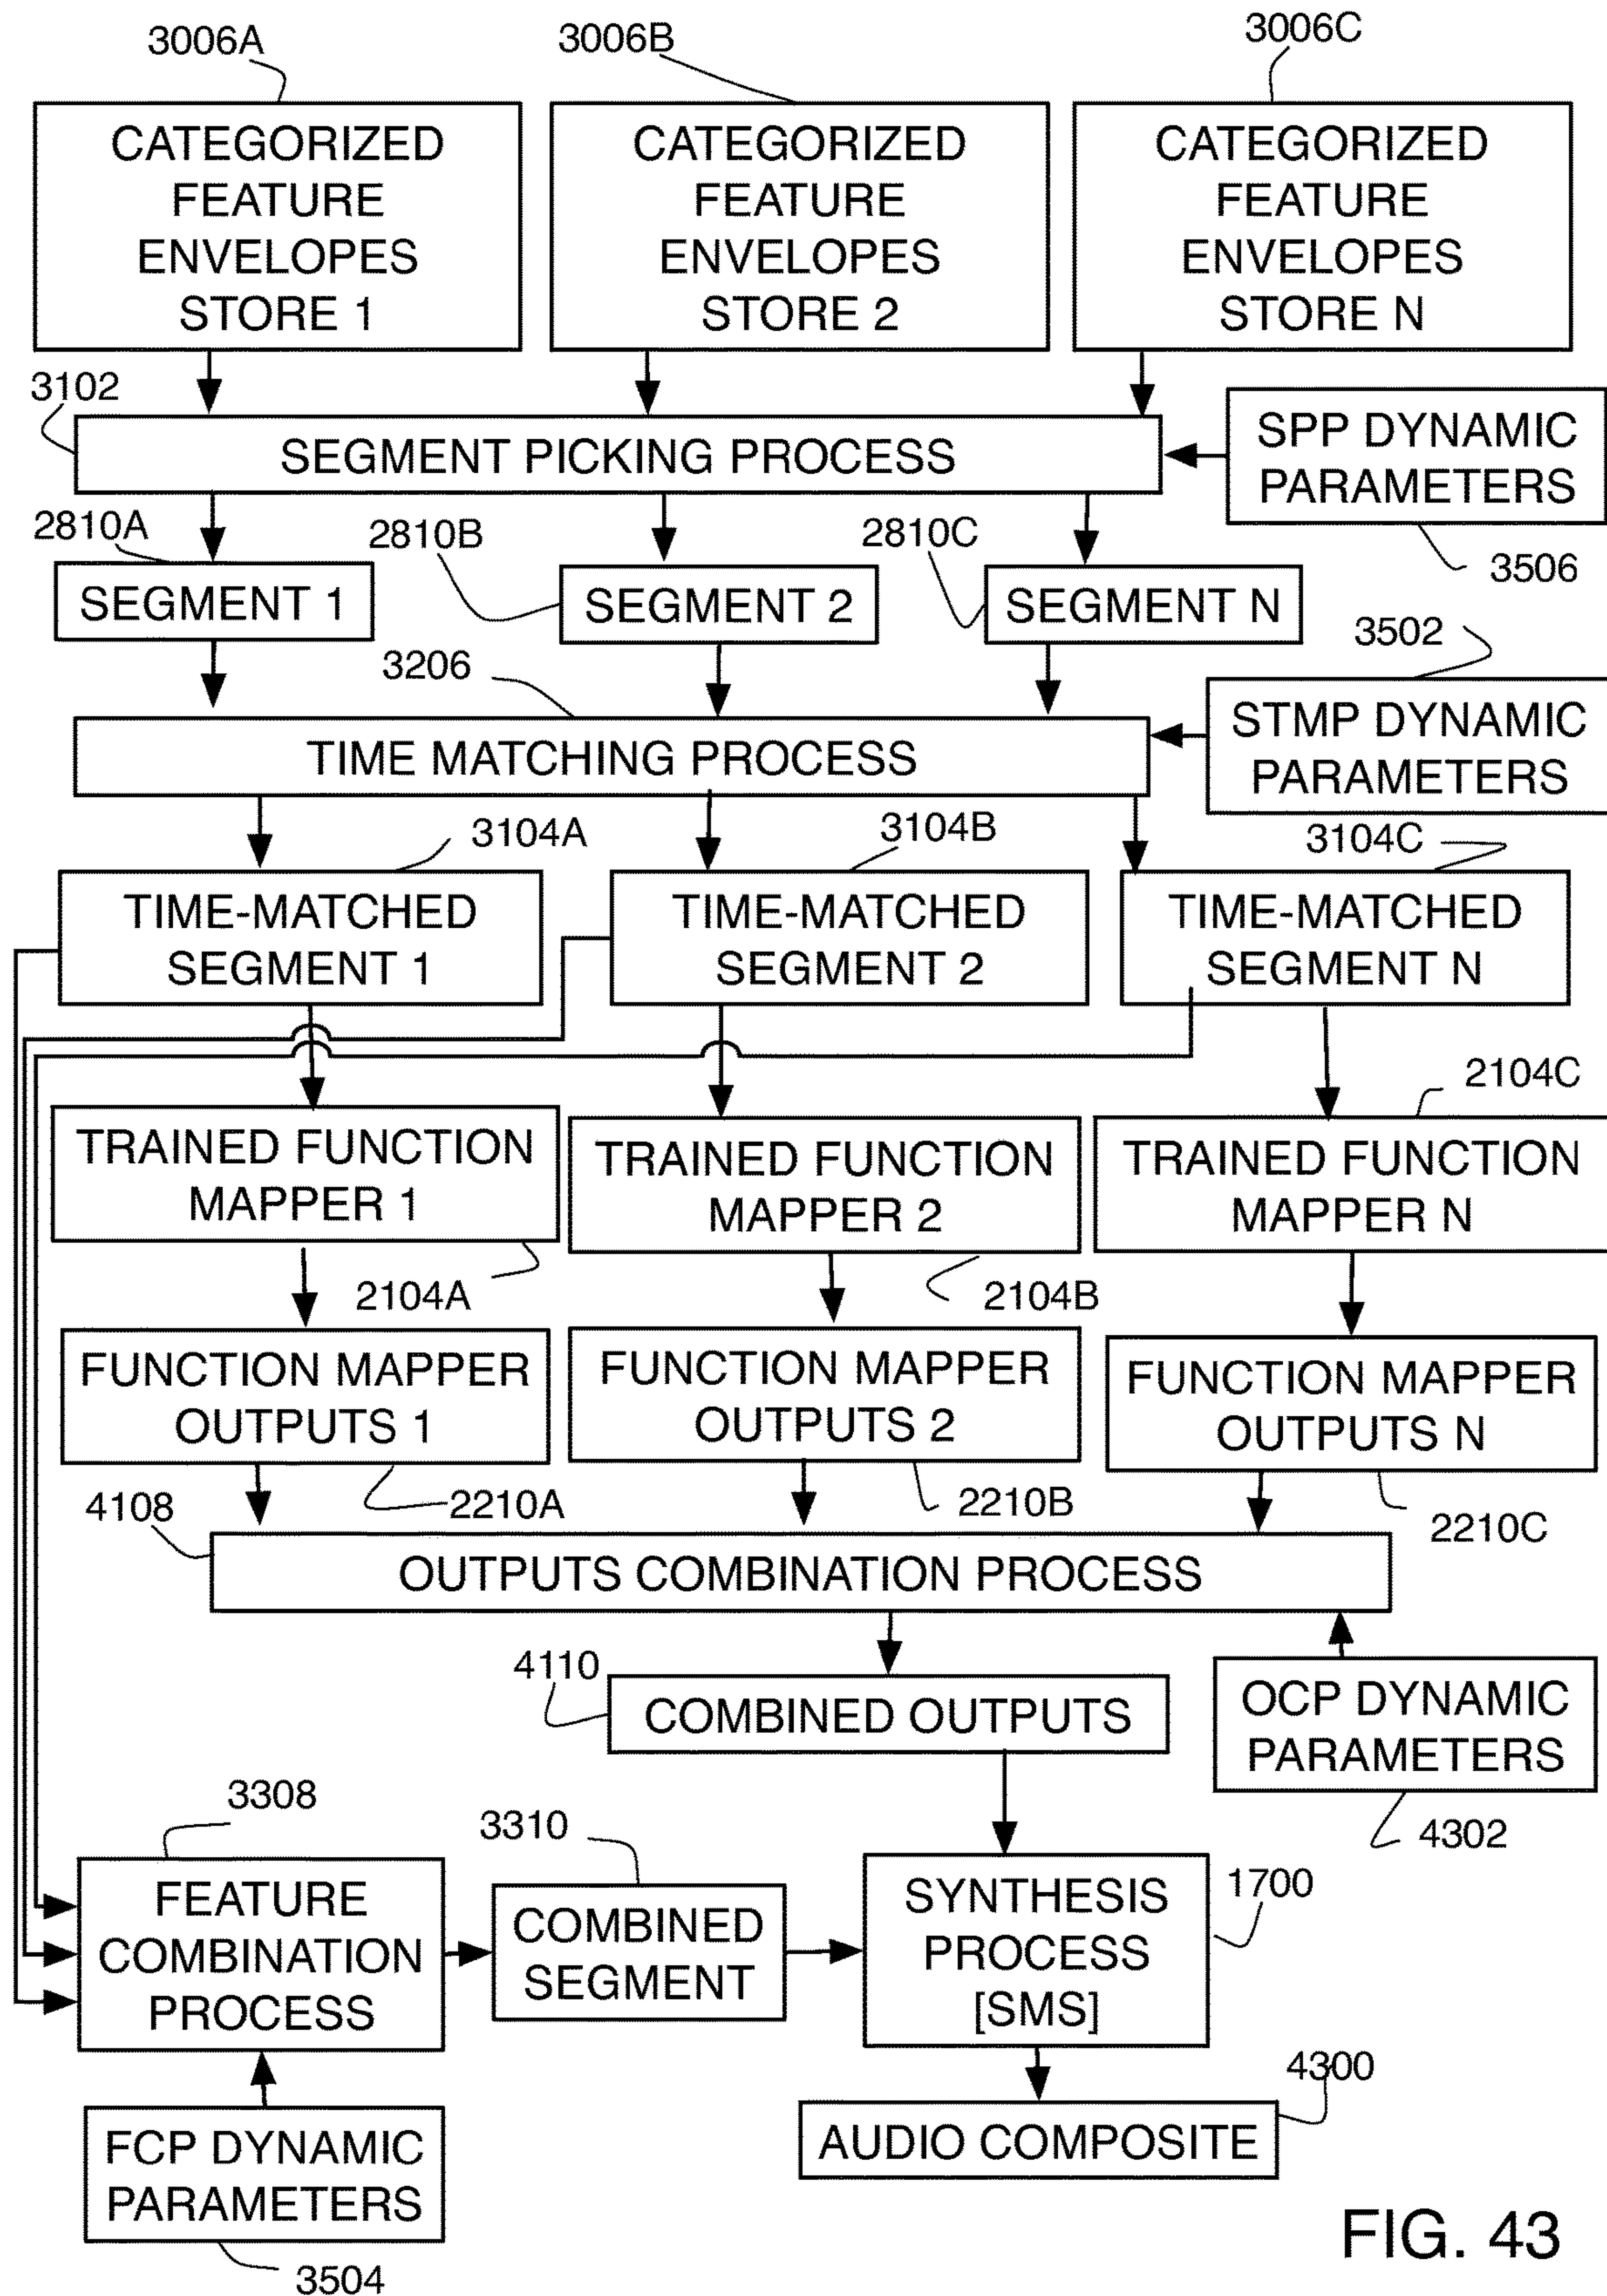 3006A
3006B
3006C
CATEGORIZED
FEATURE
ENVELOPES
STORE 1
CATEGORIZED
FEATURE
ENVELOPES
STORE 2
CATEGORIZED
FEATURE
ENVELOPES
STORE N
3102
SEGMENT PICKING PROCESS
SPP DYNAMIC
PARAMETERS
3506
2810A
2810B
2810C
SEGMENT 1
SEGMENT 2
SEGMENT N
3206
3502
TIME MATCHING PROCESS
STMP DYNAMIC
PARAMETERS
3104A
3104B
3104C
TIME-MATCHED
SEGMENT 1
TIME-MATCHED
SEGMENT 2
TIME-MATCHED
SEGMENT N
2104C
TRAINED FUNCTION
MAPPER 1
TRAINED FUNCTION
MAPPER 2
TRAINED FUNCTION
MAPPER N
2104A
2104B
FUNCTION MAPPER
OUTPUTS 1
FUNCTION MAPPER
OUTPUTS 2
FUNCTION MAPPER
OUTPUTS N
4108
2210A
2210B
2210C
OUTPUTS COMBINATION PROCESS
4110
COMBINED OUTPUTS
OCP DYNAMIC
PARAMETERS
4302
3308
3310
1700
FEATURE
COMBINATION
PROCESS
COMBINED
SEGMENT
SYNTHESIS
PROCESS
[SMS]
4300
FCP DYNAMIC
PARAMETERS
AUDIO COMPOSITE
3504
FIG. 43